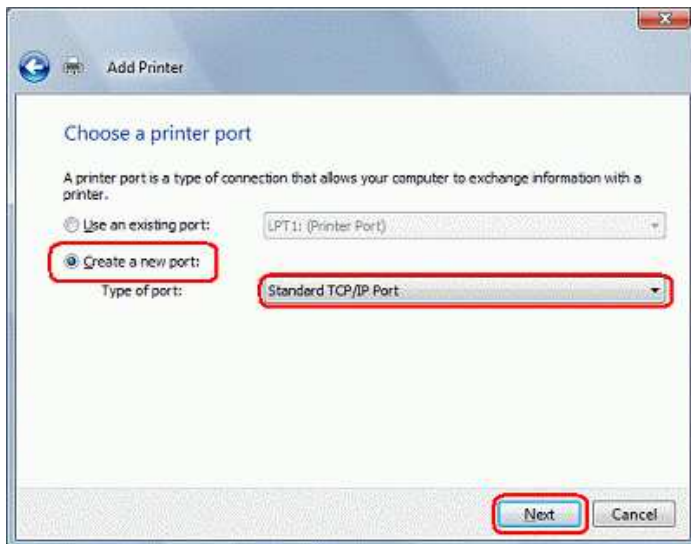 Add Printer
Choose a printer port
A printer port is a type of connection that allows your computer to exchange information with a
printer.
Use an existing port: LPT1: (Printer Port)
Create a new port:
Type of port: Standard TCP/IP Port
Next Cancel